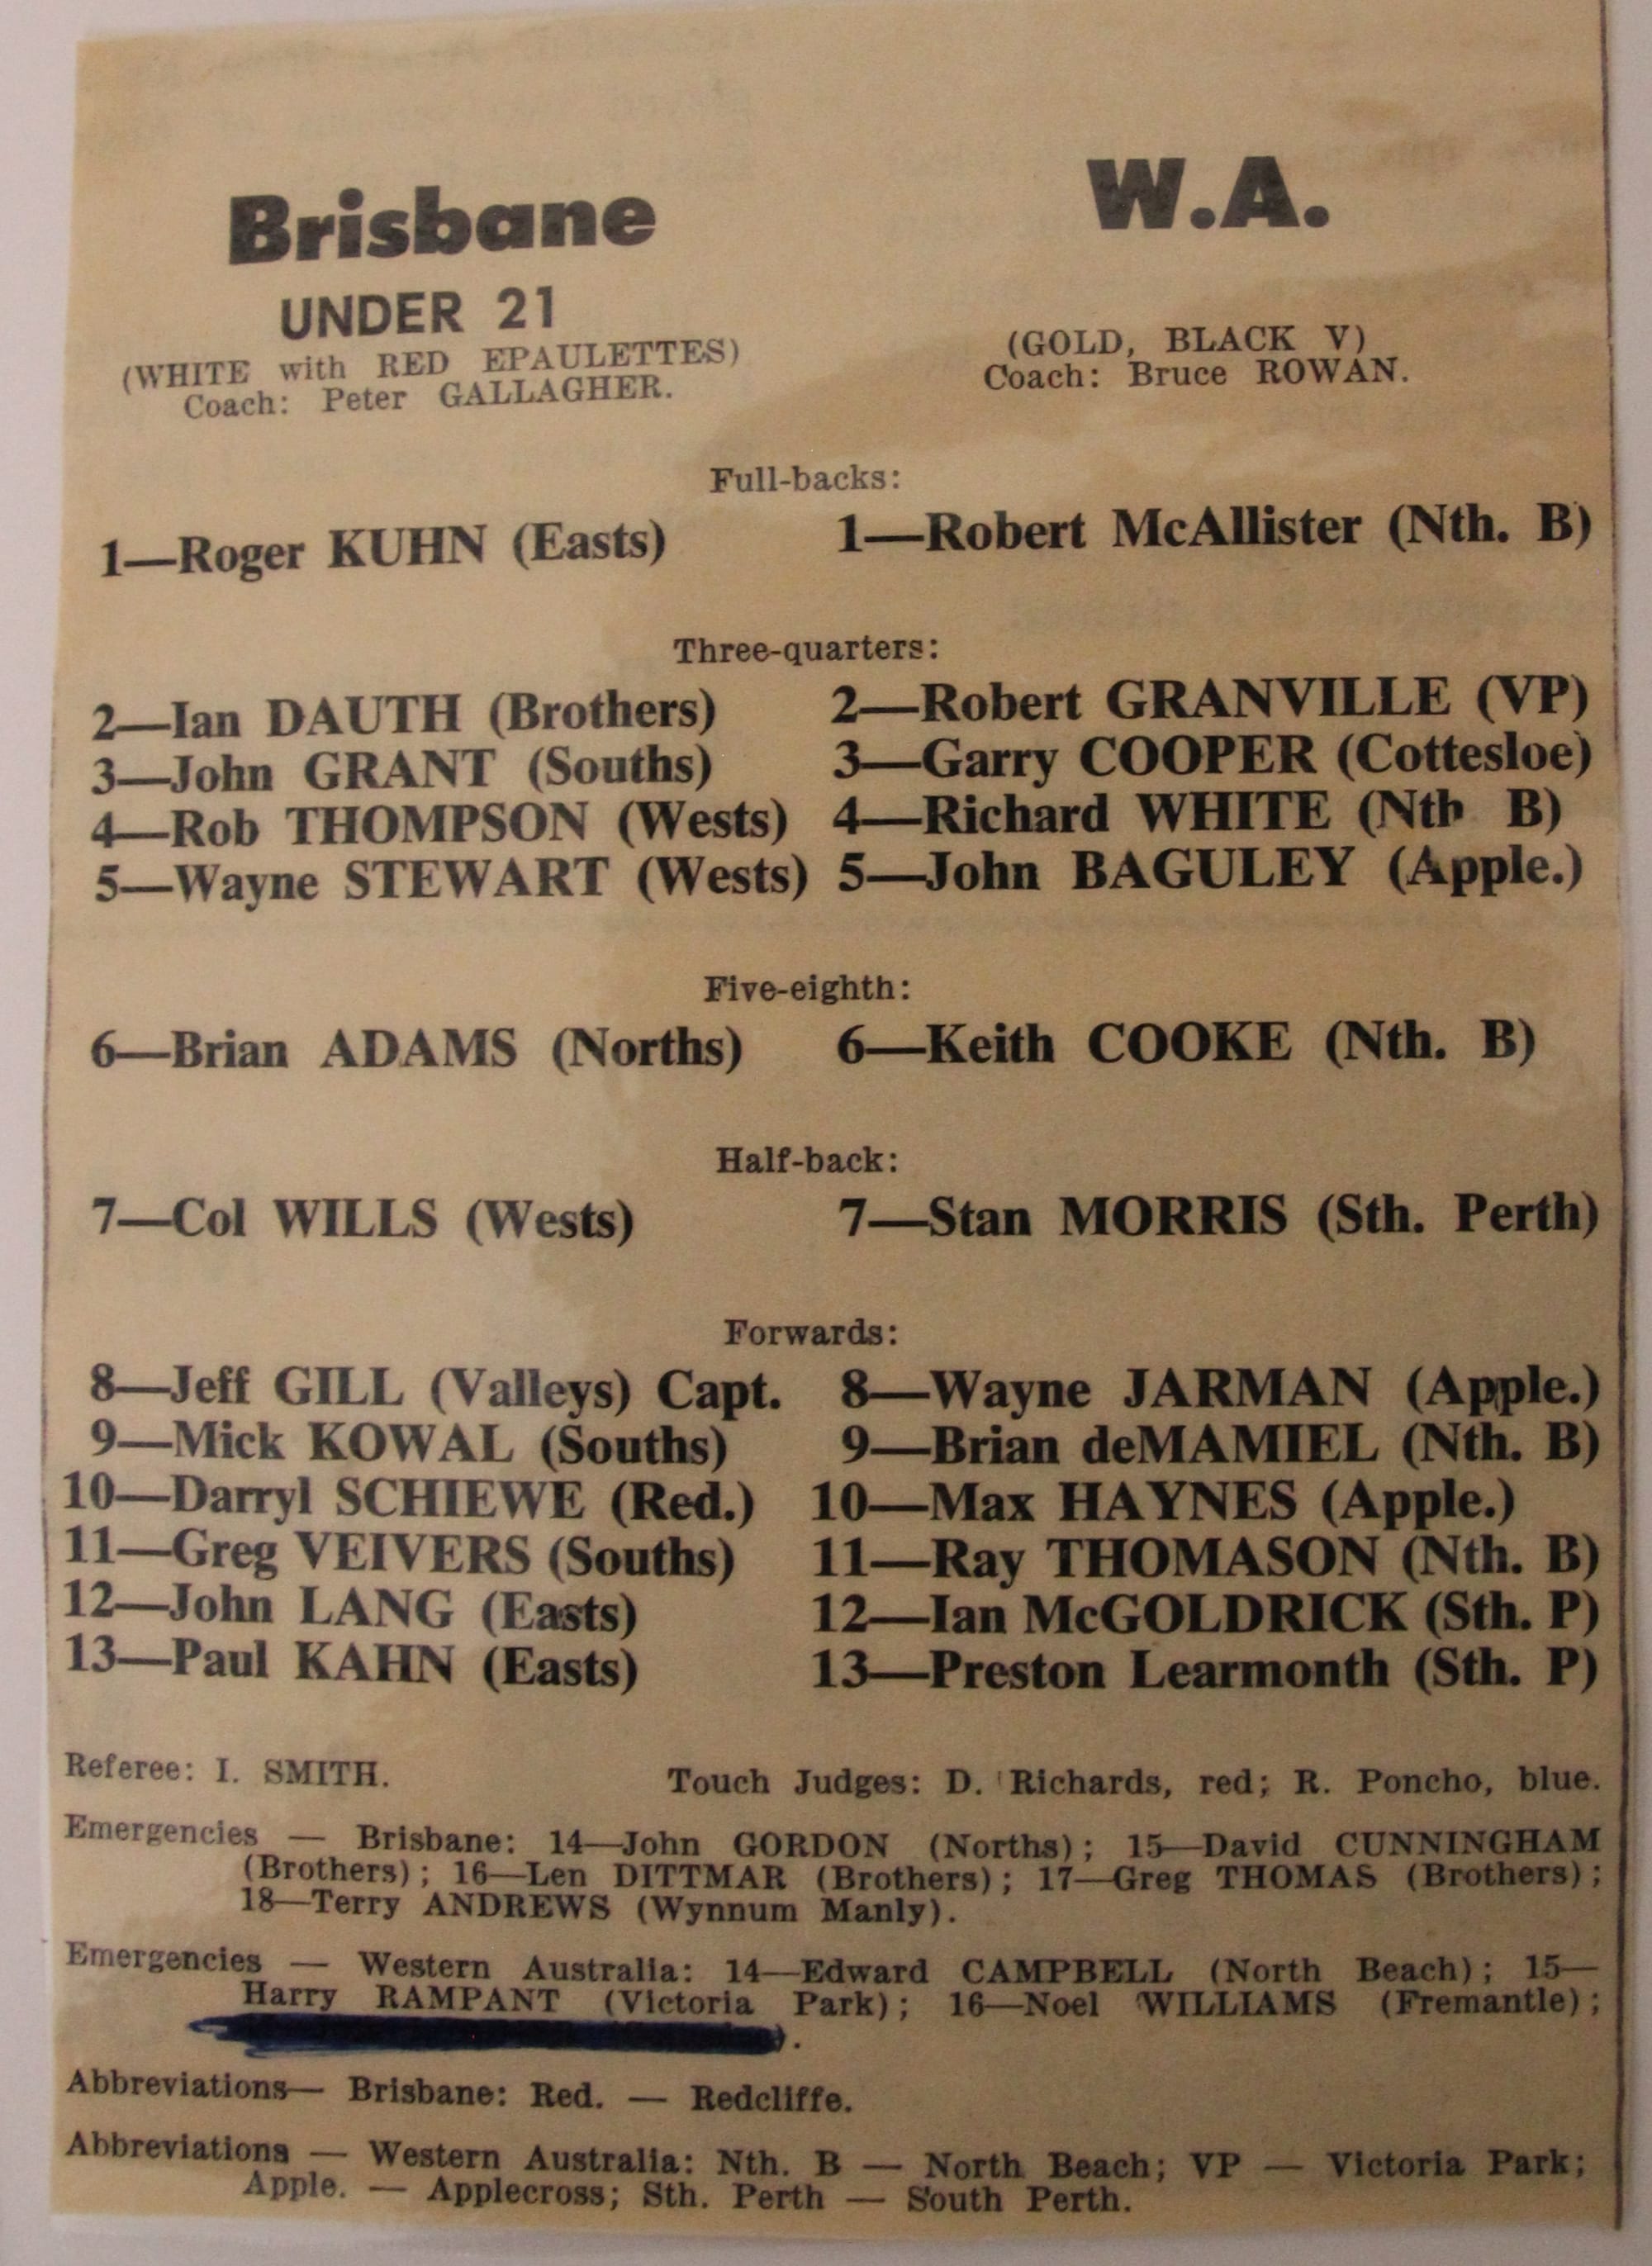 Brisbane
UNDER 21
(WHITE with RED EPAULETTES)
Coach: Peter GALLAGHER.
W.A.
(GOLD, BLACK V)
Coach: Bruce ROWAN.
Full-backs:
1—Roger KUHN (Easts) 1—Robert McAllister (Nth. B)
Three-quarters:
2—Ian DAUTH (Brothers) 2—Robert GRANVILLE (VP)
3—John GRANT (Souths) 3—Garry COOPER (Cottesloe)
4—Rob THOMPSON (Wests) 4—Richard WHITE (Nth B)
5—Wayne STEWART (Wests) 5—John BAGULEY (Apple.)
Five-eighth:
6—Brian ADAMS (Norths) 6—Keith COOKE (Nth. B)
Half-back:
7—Col WILLS (Wests) 7—Stan MORRIS (Sth. Perth)
Forwards:
8—Jeff GILL (Valleys) Capt. 8—Wayne JARMAN (Apple.)
9—Mick KOWAL (Souths) 9—Brian deMAMIEL (Nth. B)
10—Darryl SCHIEWE (Red.) 10—Max HAYNES (Apple.)
11—Greg VEIVERS (Souths) 11—Ray THOMASON (Nth. B)
12—John LANG (Easts) 12—Ian McGOLDRICK (Sth. P)
13—Paul KAHN (Easts) 13—Preston Learmonth (Sth. P)
Referee: I. SMITH. Touch Judges: D. Richards, red; R. Poncho, blue.
Emergencies — Brisbane: 14—John GORDON (Norths); 15—David CUNNINGHAM
(Brothers); 16—Len DITTMAR (Brothers); 17—Greg THOMAS (Brothers);
18—Terry ANDREWS (Wynnum Manly).
Emergencies — Western Australia: 14—Edward CAMPBELL (North Beach); 15—
Harry RAMPANT (Victoria Park); 16—Noel WILLIAMS (Fremantle);
.
Abbreviations— Brisbane: Red. — Redcliffe.
Abbreviations — Western Australia: Nth. B — North Beach; VP — Victoria Park;
Apple. — Applecross; Sth. Perth — South Perth.